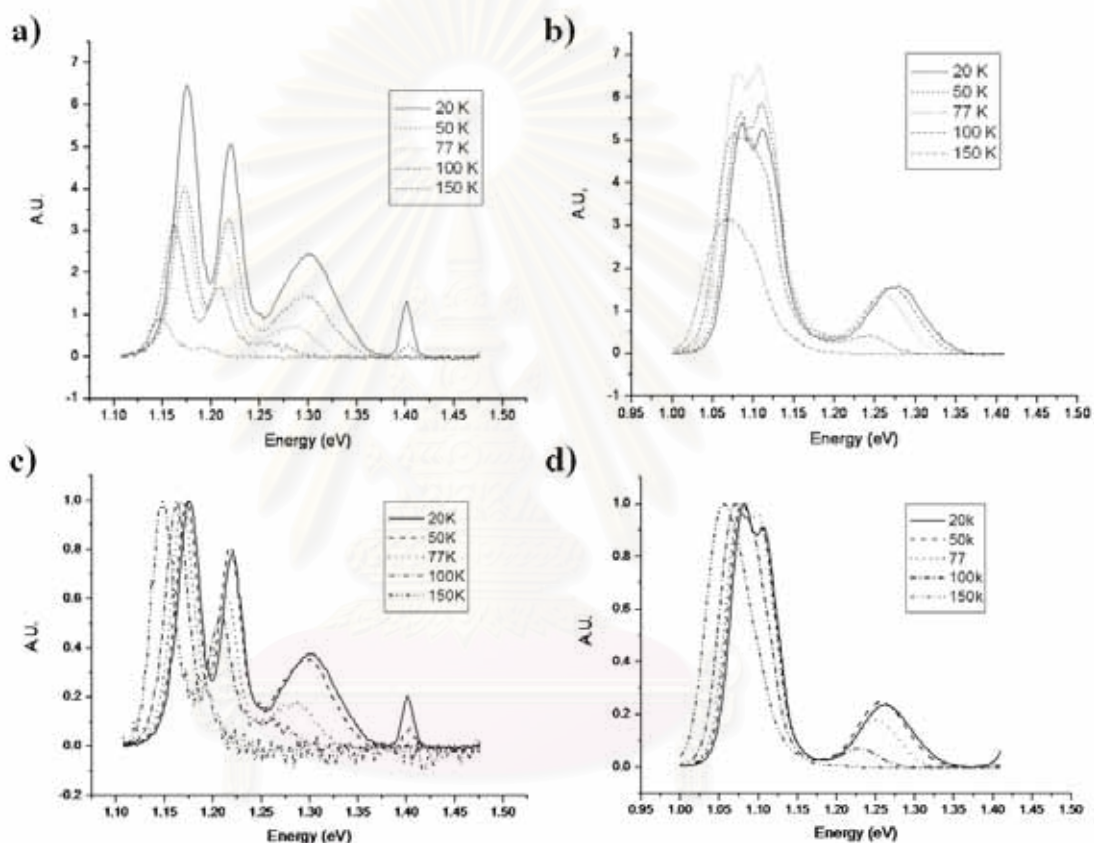 a)
7
6
5
4
3
2
1
0
-1
A.U.
20 K
50 K
77 K
100 K
150 K
1.10 1.15 1.20 1.25 1.30 1.35 1.40 1.45 1.50
Energy (eV)
b)
7
6
5
4
3
2
1
0
-1
A.U,
20 K
50 K
77 K
100 K
150 K
0.95 1.00 1.05 1.10 1.15 1.20 1.25 1.30 1.35 1.40 1.45 1.50
Energy (eV)
c)
1.0
0.8
0.6
0.4
0.2
0.0
-0.2
A.U.
20K
50K
77K
100K
150K
1.10 1.15 1.20 1.25 1.30 1.35 1.40 1.45 1.50
Energy (eV)
d)
1.0
0.8
0.6
0.4
0.2
0.0
A.U.
20k
50k
77
100k
150k
0.95 1.00 1.05 1.10 1.15 1.20 1.25 1.30 1.35 1.40 1.45 1.50
Energy (eV)